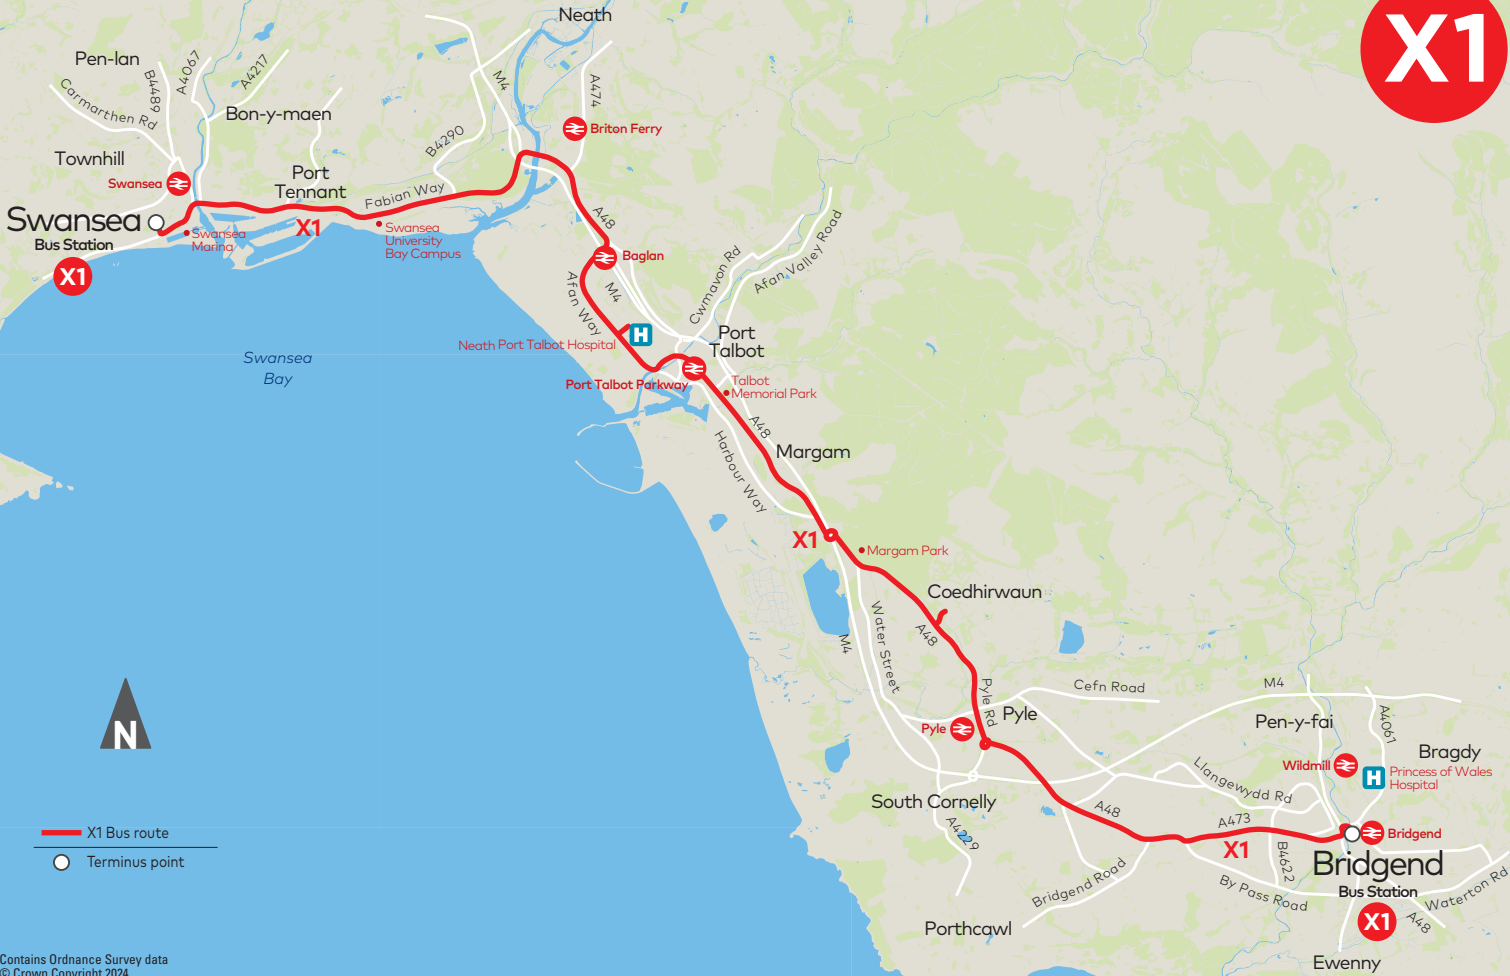 X1
Neath
Pen-lan
B4489
A4067
A4217
Carmarthen Rd
Bon-y-maen
M4
A474
Briton Ferry
B4290
Townhill
Swansea
Port
Tennant
Fabian Way
Swansea
Bus Station
X1
Swansea
Marina
X1
Swansea
University
Bay Campus
A48
Baglan
M4
Afan Way
Cwmavon Rd
Afan Valley Road
Neath Port Talbot Hospital
H
Port
Talbot
Port Talbot Parkway
Talbot
Memorial Park
Swansea
Bay
A48
Margam
Harbour Way
X1
Margam Park
Coedhirwaun
A48
Water Street
M4
Pyle Rd
Cefn Road
M4
Pyle
Pyle
Pen-y-fai
A4061
Bragdy
Wildmill
H
Princess of Wales
Hospital
Llangewydd Rd
South Cornelly
A48
A473
A4229
X1
B4622
Bridgend
Bridgend
Bus Station
X1
Bridgend Road
By Pass Road
Waterton Rd
A48
Porthcawl
Ewenny
N
X1 Bus route
Terminus point
Contains Ordnance Survey data
© Crown Copyright 2024